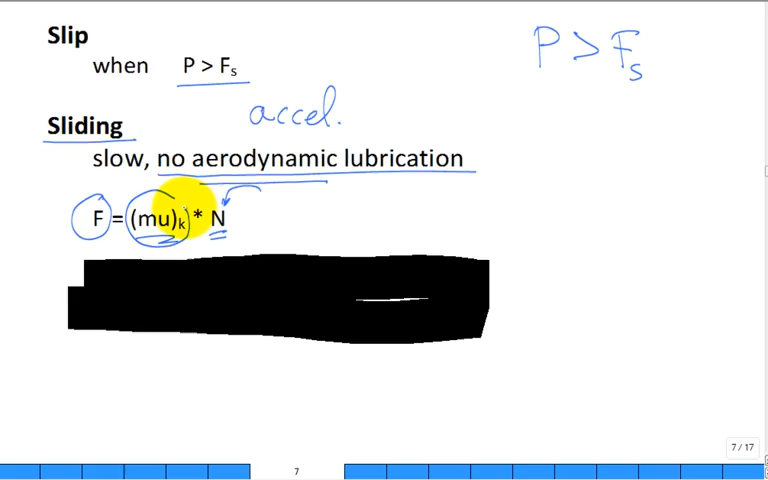 Slip
P > Fs
when P > Fs
accel.
Sliding
slow, no aerodynamic lubrication
F = (mu)k * N
7 / 17
7